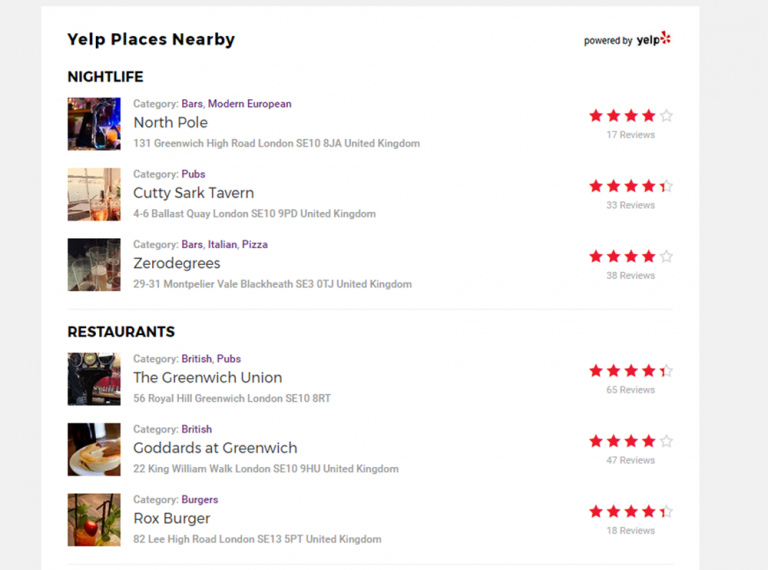 Yelp Places Nearby
powered by yelp
NIGHTLIFE
Category: Bars, Modern European
North Pole
131 Greenwich High Road London SE10 8JA United Kingdom
17 Reviews
Category: Pubs
Cutty Sark Tavern
4-6 Ballast Quay London SE10 9PD United Kingdom
33 Reviews
Category: Bars, Italian, Pizza
Zerodegrees
29-31 Montpelier Vale Blackheath SE3 0TJ United Kingdom
38 Reviews
RESTAURANTS
Category: British, Pubs
The Greenwich Union
56 Royal Hill Greenwich London SE10 8RT
65 Reviews
Category: British
Goddards at Greenwich
22 King William Walk London SE10 9HU United Kingdom
47 Reviews
Category: Burgers
Rox Burger
82 Lee High Road London SE13 5PT United Kingdom
18 Reviews